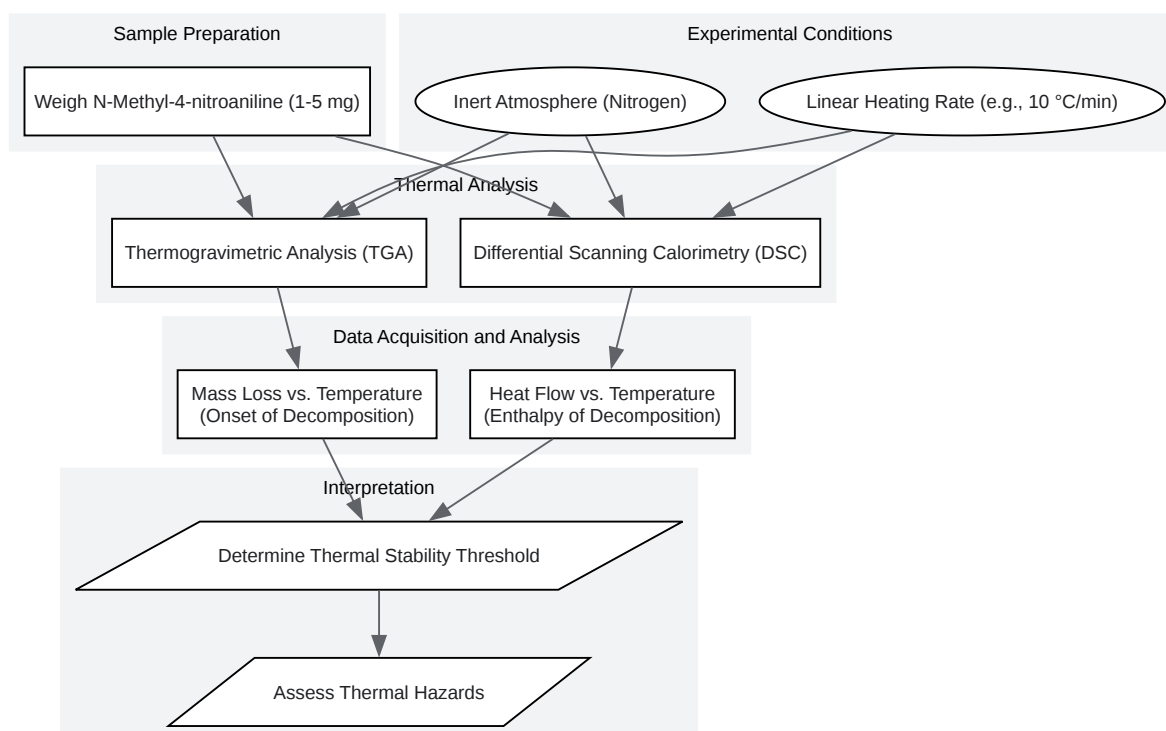 Sample Preparation
Experimental Conditions
Weigh N-Methyl-4-nitroaniline (1-5 mg)
Inert Atmosphere (Nitrogen)
Linear Heating Rate (e.g., 10 °C/min)
Thermal Analysis
Thermogravimetric Analysis (TGA)
Differential Scanning Calorimetry (DSC)
Data Acquisition and Analysis
Mass Loss vs. Temperature
(Onset of Decomposition)
Heat Flow vs. Temperature
(Enthalpy of Decomposition)
Interpretation
Determine Thermal Stability Threshold
Assess Thermal Hazards